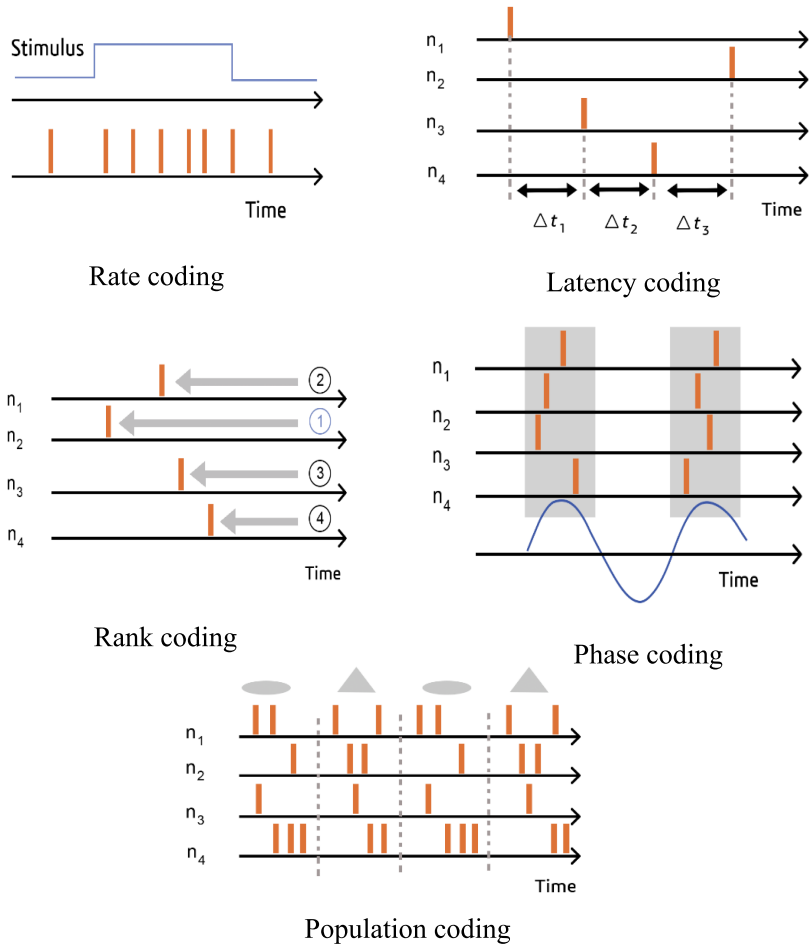 Stimulus
Time
Rate coding
n1
n2
n3
n4
Δt1 Δt2 Δt3
Time
Latency coding
n1 2
n2 1
n3 3
n4 4
Time
Rank coding
n1
n2
n3
n4
Time
Phase coding
n1
n2
n3
n4
Time
Population coding